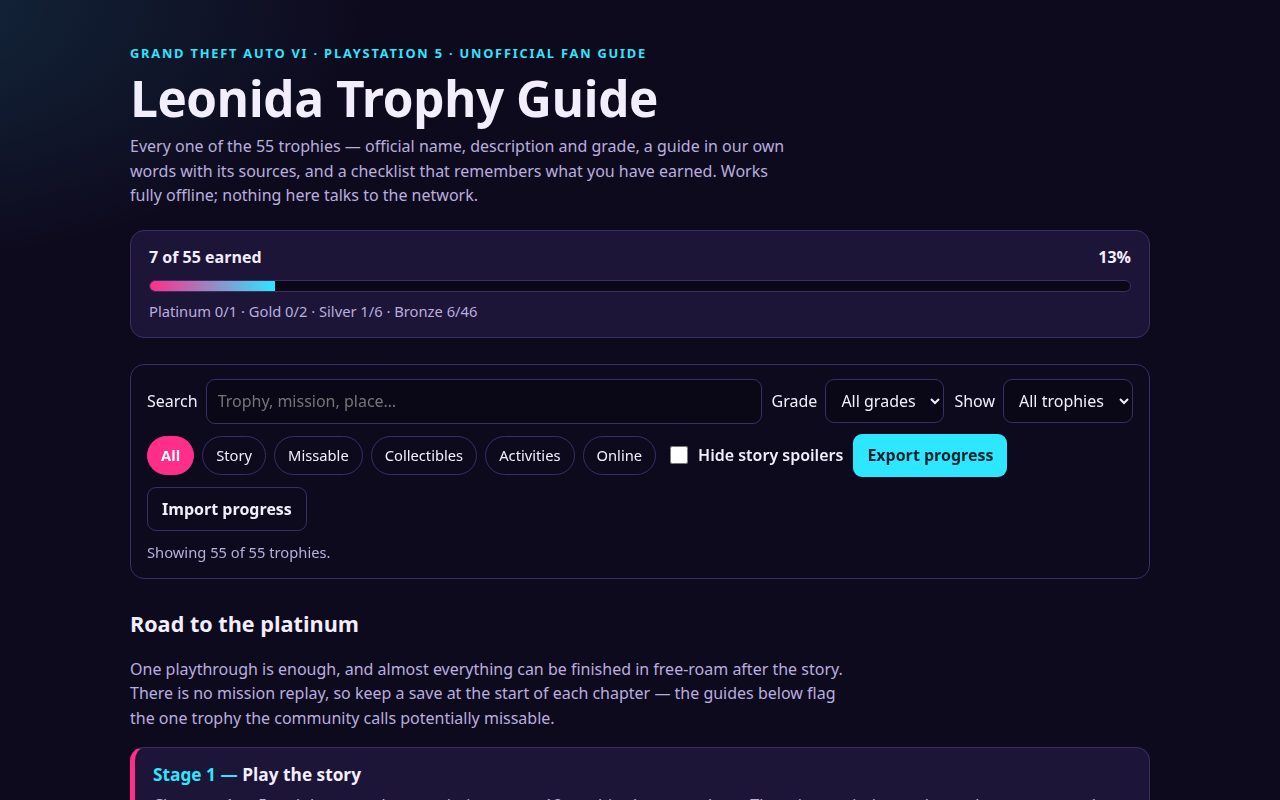 GRAND THEFT AUTO VI · PLAYSTATION 5 · UNOFFICIAL FAN GUIDE
Leonida Trophy Guide
Every one of the 55 trophies — official name, description and grade, a guide in our own
words with its sources, and a checklist that remembers what you have earned. Works
fully offline; nothing here talks to the network.
7 of 55 earned 13%
Platinum 0/1 · Gold 0/2 · Silver 1/6 · Bronze 6/46
Search Trophy, mission, place... Grade All grades Show All trophies
All Story Missable Collectibles Activities Online Hide story spoilers Export progress
Import progress
Showing 55 of 55 trophies.
Road to the platinum
One playthrough is enough, and almost everything can be finished in free-roam after the story.
There is no mission replay, so keep a save at the start of each chapter — the guides below flag
the one trophy the community calls potentially missable.
Stage 1 — Play the story